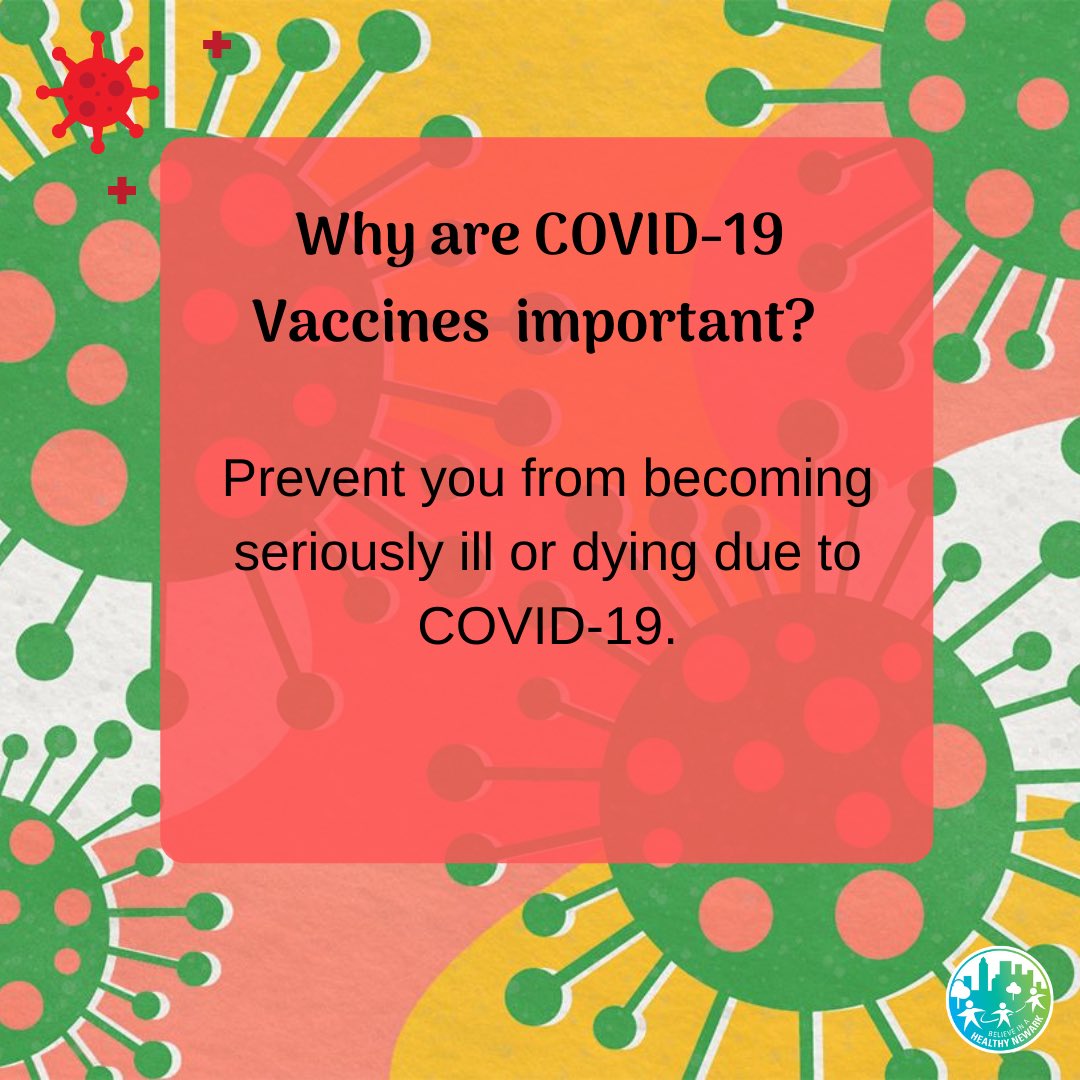 Why are COVID-19
Vaccines important?
Prevent you from becoming
seriously ill or dying due to
COVID-19.
BELIEVE IN A
HEALTHY NEWARK